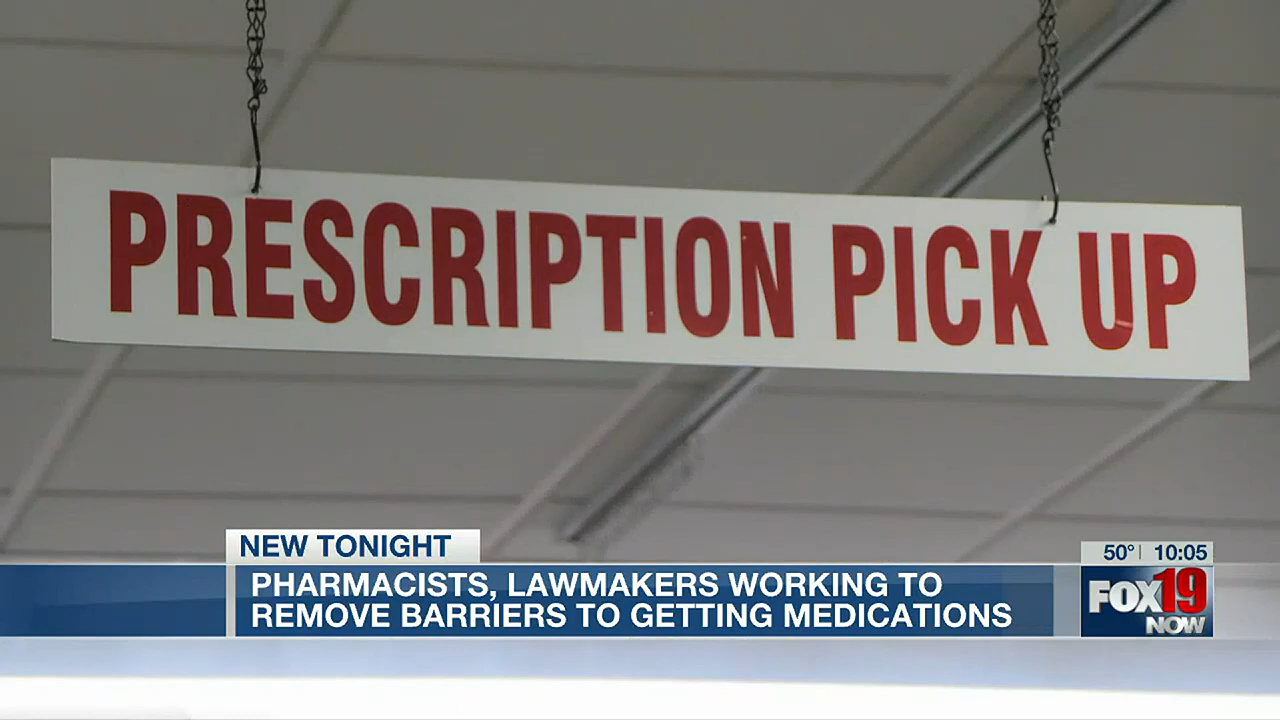 PRESCRIPTION PICK UP
NEW TONIGHT
PHARMACISTS, LAWMAKERS WORKING TO
REMOVE BARRIERS TO GETTING MEDICATIONS
50° 10:05
FOX19
NOW